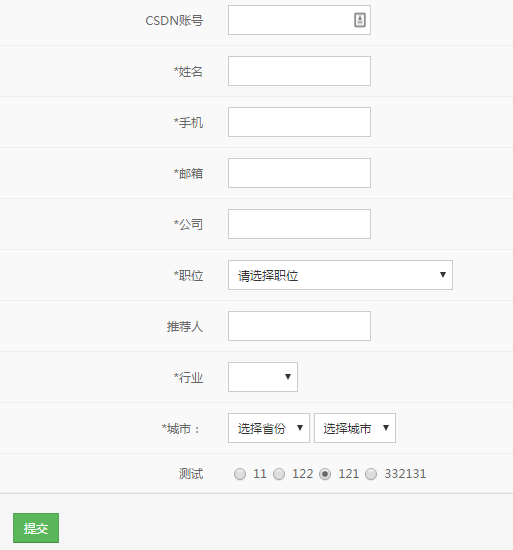 CSDN账号
*姓名
*手机
*邮箱
*公司
*职位 请选择职位
推荐人
*行业
*城市： 选择省份 选择城市
测试 11 122 121 332131
提交